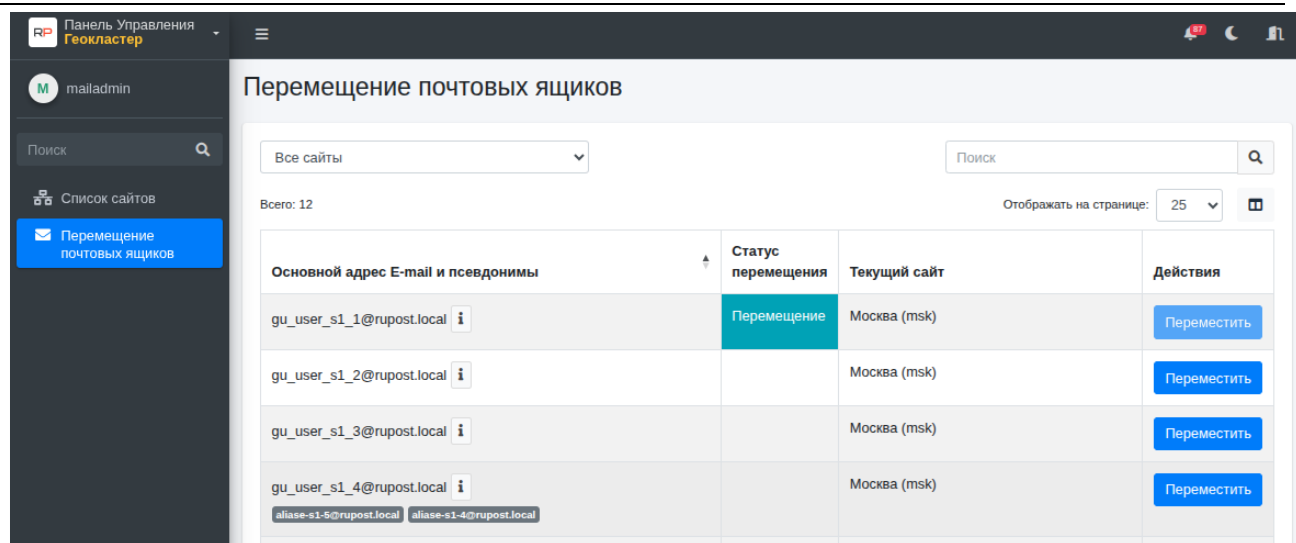 RP Панель Управления
Геокластер
87
M mailadmin
Перемещение почтовых ящиков
Поиск
Все сайты
Поиск
Список сайтов
Всего: 12
Отображать на странице: 25
Перемещение
почтовых ящиков
Основной адрес E-mail и псевдонимы
Статус
перемещения
Текущий сайт
Действия
gu_user_s1_1@rupost.local i
Перемещение
Москва (msk)
Переместить
gu_user_s1_2@rupost.local i
Москва (msk)
Переместить
gu_user_s1_3@rupost.local i
Москва (msk)
Переместить
gu_user_s1_4@rupost.local i
Москва (msk)
Переместить
aliase-s1-5@rupost.local aliase-s1-4@rupost.local